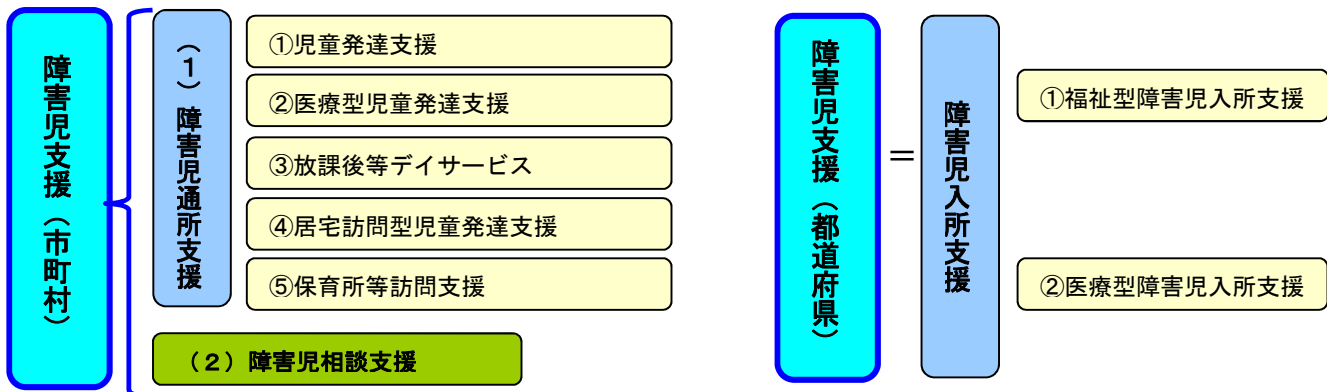 障害児支援（市町村）
（１）障害児通所支援
①児童発達支援
②医療型児童発達支援
③放課後等デイサービス
④居宅訪問型児童発達支援
⑤保育所等訪問支援
（２）障害児相談支援
障害児支援（都道府県）
＝
障害児入所支援
①福祉型障害児入所支援
②医療型障害児入所支援